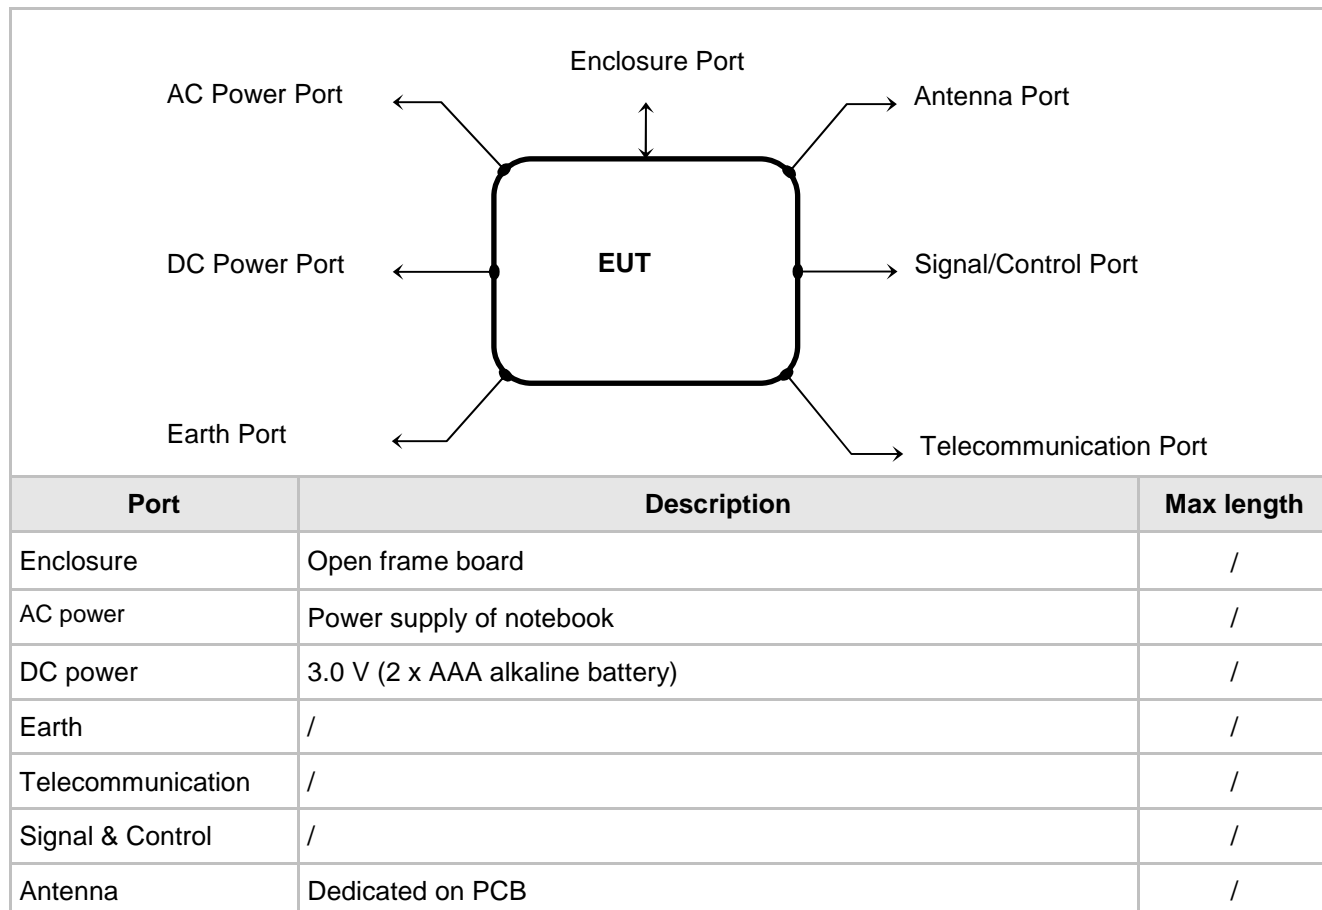 Enclosure Port
AC Power Port
Antenna Port
DC Power Port
EUT
Signal/Control Port
Earth Port
Telecommunication Port
Port Description Max length
Enclosure Open frame board /
AC power Power supply of notebook /
DC power 3.0 V (2 x AAA alkaline battery) /
Earth / /
Telecommunication / /
Signal & Control / /
Antenna Dedicated on PCB /